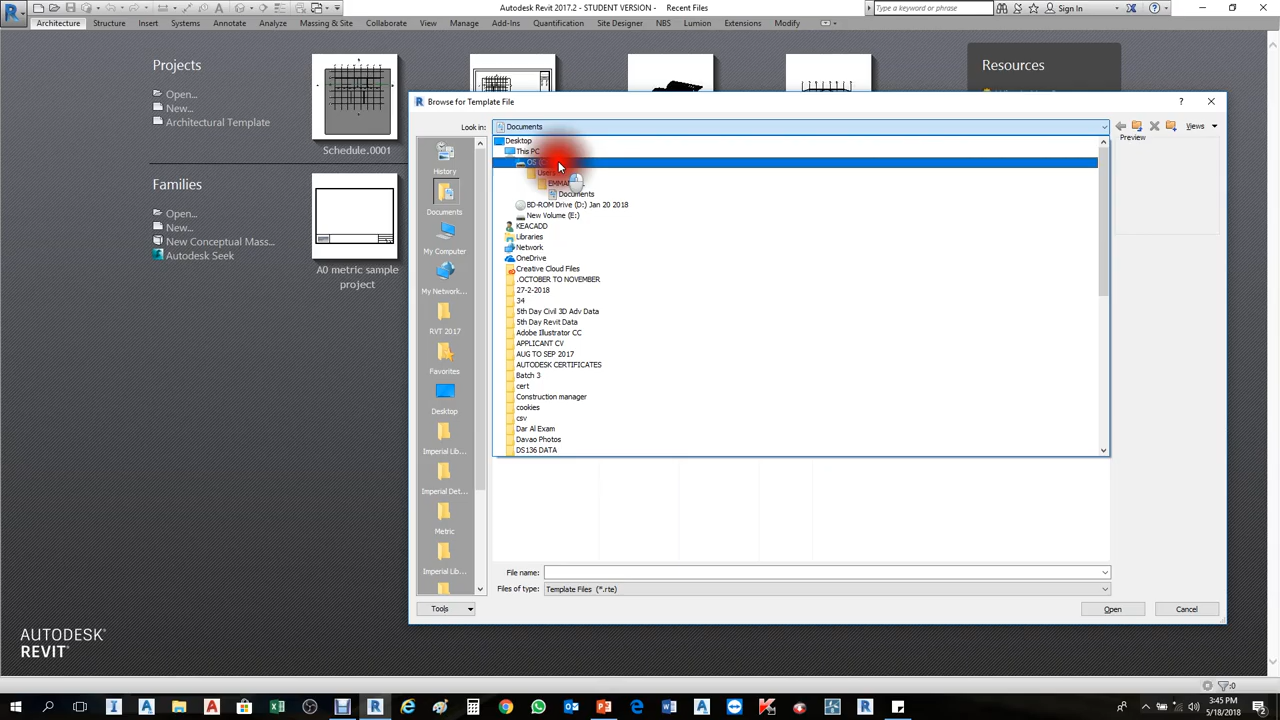 Autodesk Revit 2017.2 - STUDENT VERSION - Recent Files
Type a keyword or phrase
Sign In
Architecture Structure Insert Systems Annotate Analyze Massing & Site Collaborate View Manage Add-Ins Quantification Site Designer NBS Lumion Extensions Modify
Projects
Open...
New...
Architectural Template
Schedule.0001
Resources
Families
Open...
New...
New Conceptual Mass...
Autodesk Seek
A0 metric sample
project
Browse for Template File
Look in:
Documents
Views
Preview
History
Documents
My Computer
My Network...
RVT 2017
Favorites
Desktop
Imperial Lib...
Imperial Det...
Metric
Imperial Lib...
Desktop
This PC
OS
Users
Documents
BD-ROM Drive (D:) Jan 20 2018
New Volume (E:)
KEACADD
Libraries
Network
OneDrive
Creative Cloud Files
.OCTOBER TO NOVEMBER
27-2-2018
34
5th Day Civil 3D Adv Data
5th Day Revit Data
Adobe Illustrator CC
APPLICANT CV
AUG TO SEP 2017
AUTODESK CERTIFICATES
Batch 3
cert
Construction manager
cookies
csv
Dar Al Exam
Davao Photos
DS136 DATA
File name:
Files of type:
Template Files (*.rte)
Tools
Open
Cancel
AUTODESK
REVIT
:0
3:45 PM
5/18/2018